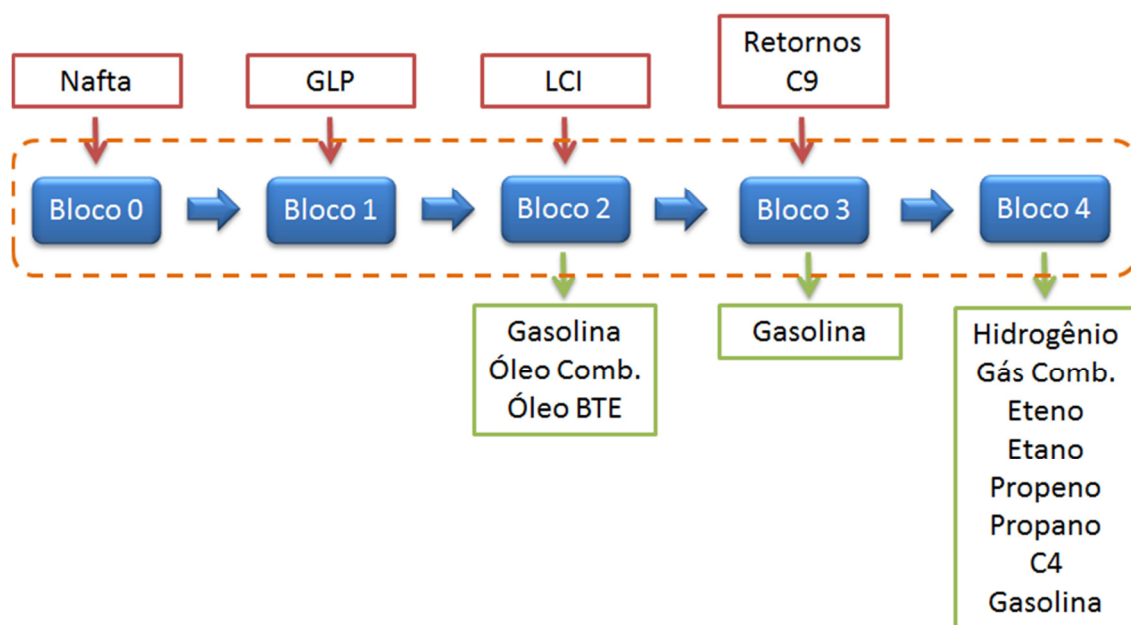 Nafta
GLP
LCI
Retornos
C9
Bloco 0
Bloco 1
Bloco 2
Bloco 3
Bloco 4
Gasolina
Óleo Comb.
Óleo BTE
Gasolina
Hidrogênio
Gás Comb.
Eteno
Etano
Propeno
Propano
C4
Gasolina